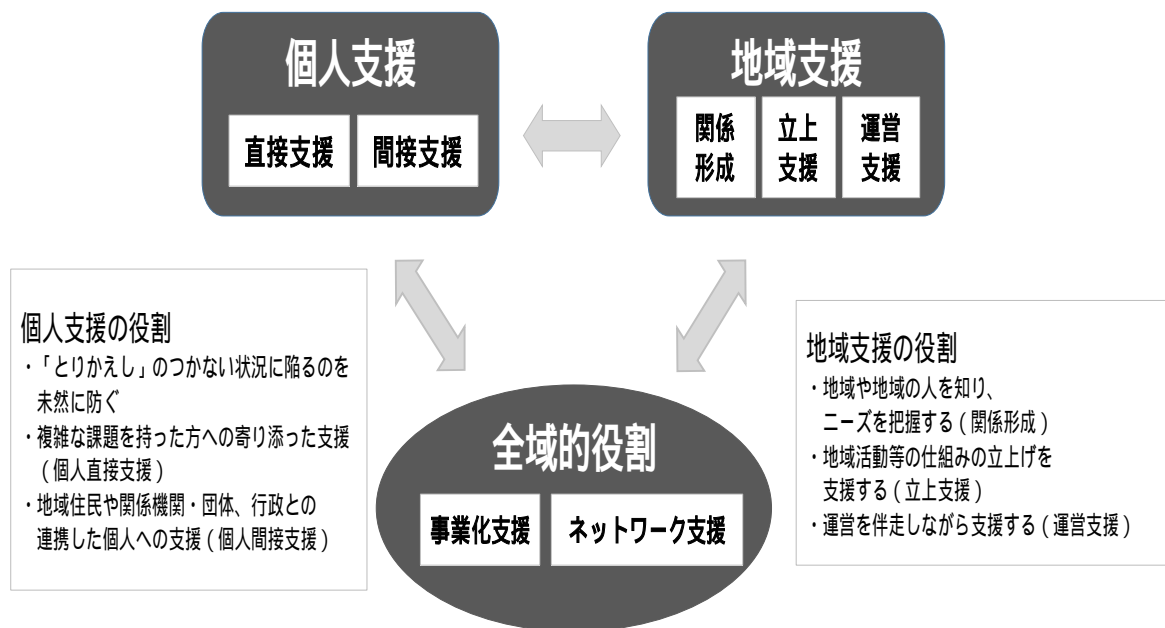 個人支援
直接支援
間接支援
地域支援
関係
形成
立上
支援
運営
支援
個人支援の役割
・「とりかえし」のつかない状況に陥るのを
未然に防ぐ
・複雑な課題を持った方への寄り添った支援
(個人直接支援)
・地域住民や関係機関・団体、行政との
連携した個人への支援(個人間接支援)
全域的役割
事業化支援
ネットワーク支援
地域支援の役割
・地域や地域の人を知り、
ニーズを把握する(関係形成)
・地域活動等の仕組みの立上げを
支援する(立上支援)
・運営を伴走しながら支援する(運営支援)